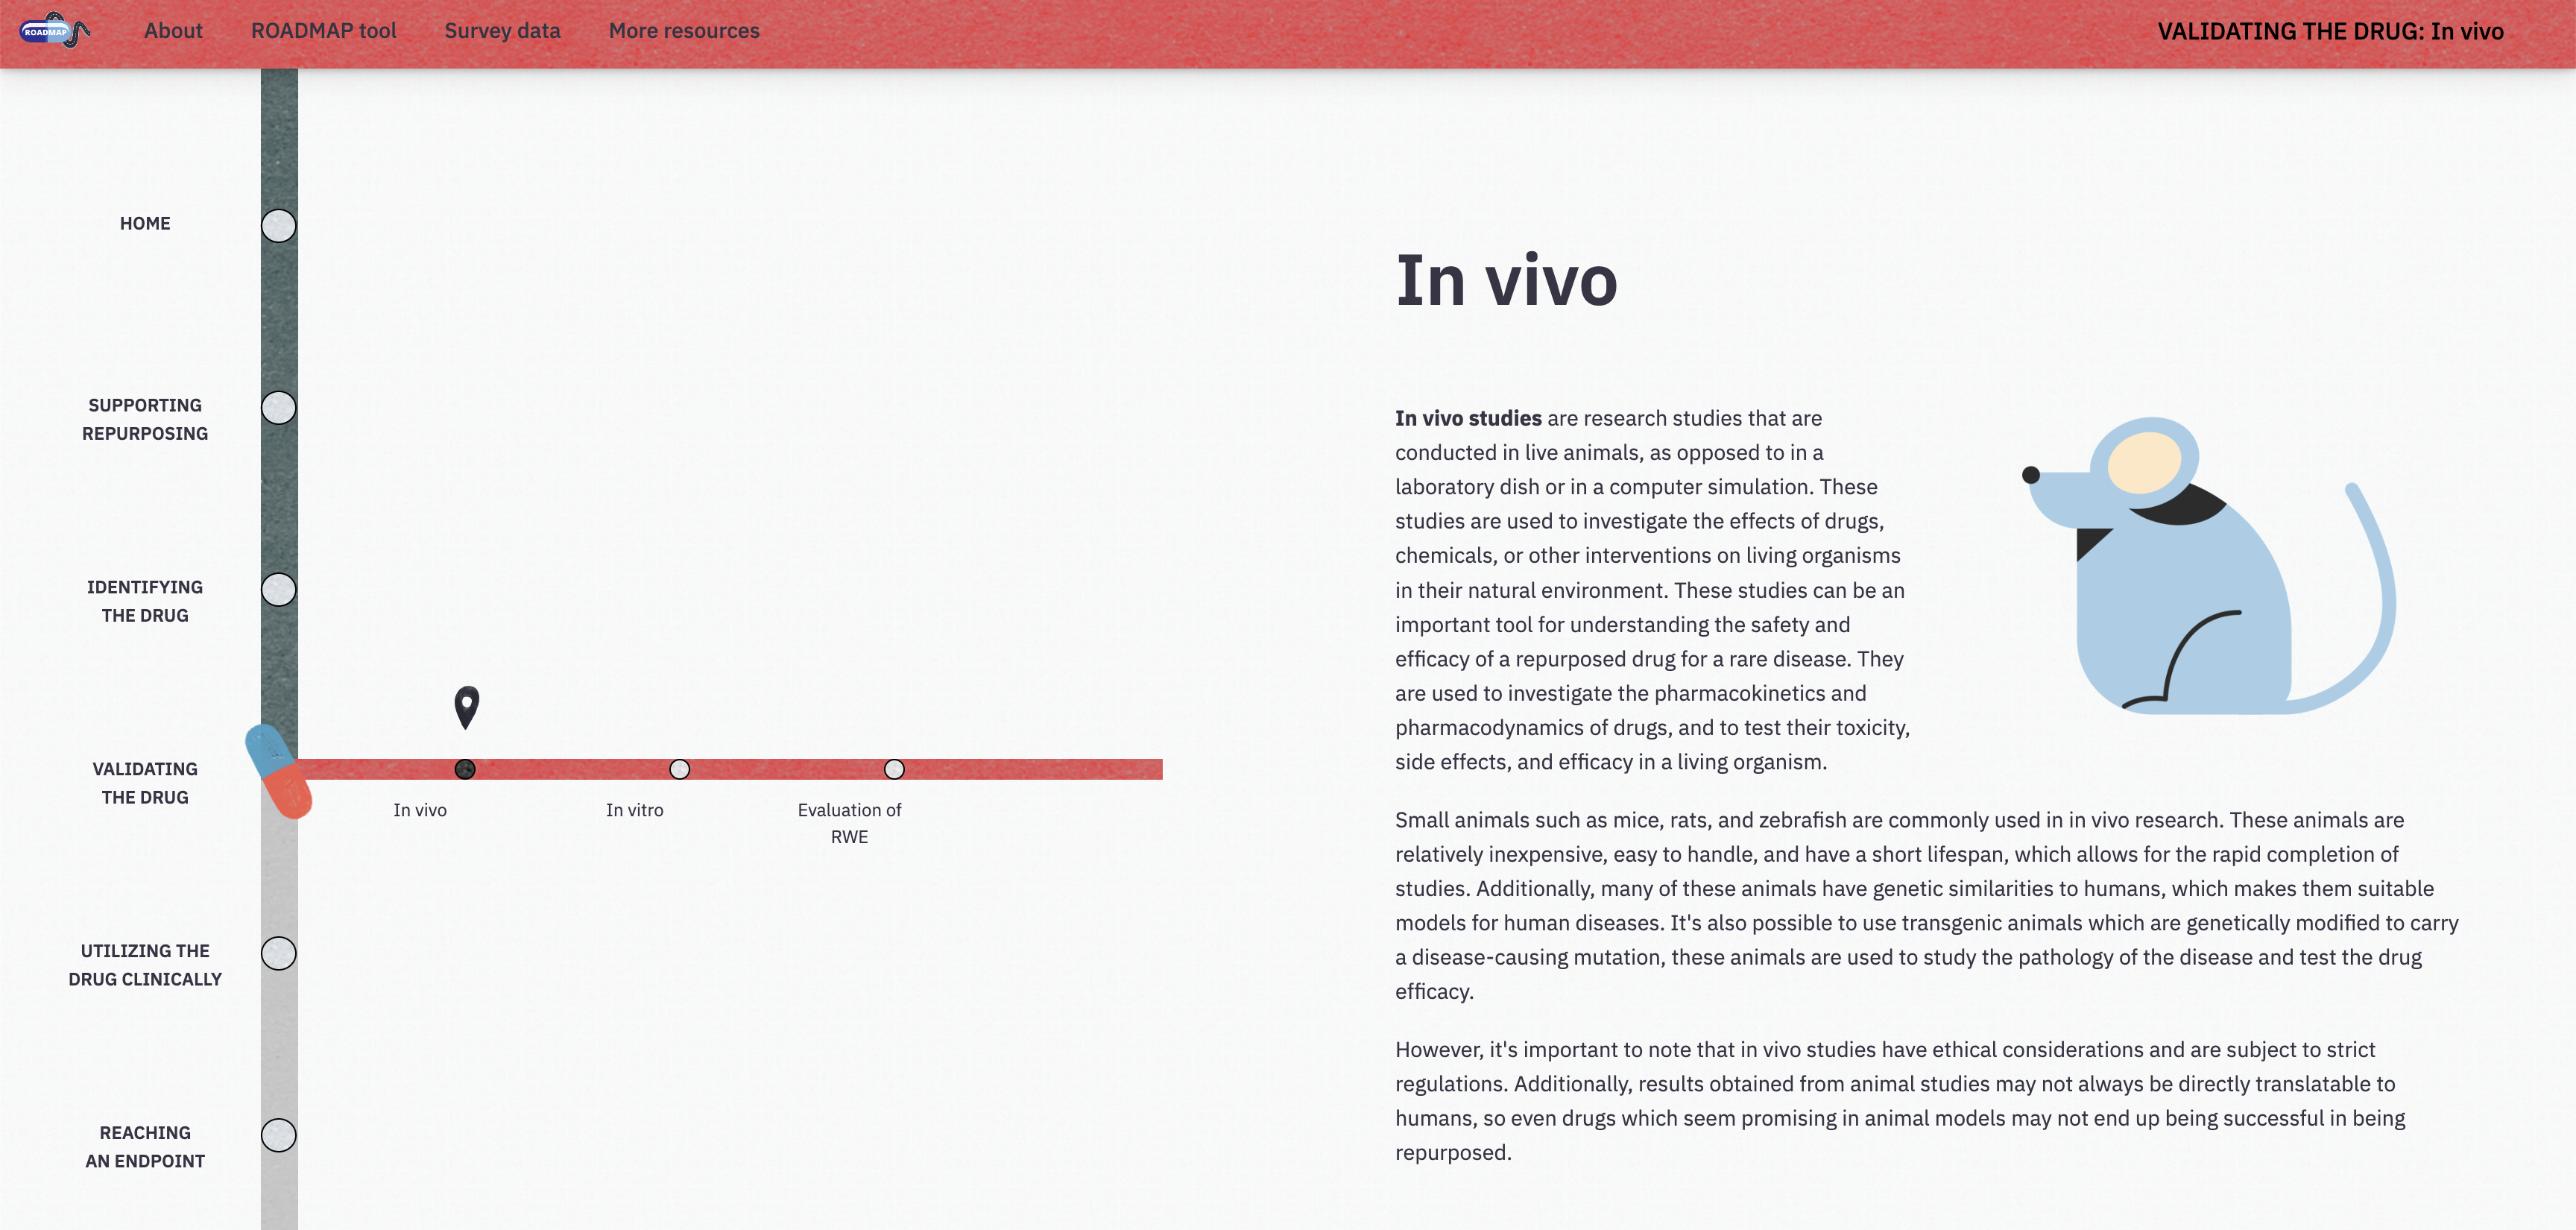 ROADMAP
About
ROADMAP tool
Survey data
More resources
VALIDATING THE DRUG: In vivo
HOME
SUPPORTING
REPURPOSING
IDENTIFYING
THE DRUG
VALIDATING
THE DRUG
In vivo
In vitro
Evaluation of
RWE
UTILIZING THE
DRUG CLINICALLY
REACHING
AN ENDPOINT
In vivo
In vivo studies are research studies that are
conducted in live animals, as opposed to in a
laboratory dish or in a computer simulation. These
studies are used to investigate the effects of drugs,
chemicals, or other interventions on living organisms
in their natural environment. These studies can be an
important tool for understanding the safety and
efficacy of a repurposed drug for a rare disease. They
are used to investigate the pharmacokinetics and
pharmacodynamics of drugs, and to test their toxicity,
side effects, and efficacy in a living organism.
Small animals such as mice, rats, and zebrafish are commonly used in in vivo research. These animals are
relatively inexpensive, easy to handle, and have a short lifespan, which allows for the rapid completion of
studies. Additionally, many of these animals have genetic similarities to humans, which makes them suitable
models for human diseases. It's also possible to use transgenic animals which are genetically modified to carry
a disease-causing mutation, these animals are used to study the pathology of the disease and test the drug
efficacy.
However, it's important to note that in vivo studies have ethical considerations and are subject to strict
regulations. Additionally, results obtained from animal studies may not always be directly translatable to
humans, so even drugs which seem promising in animal models may not end up being successful in being
repurposed.